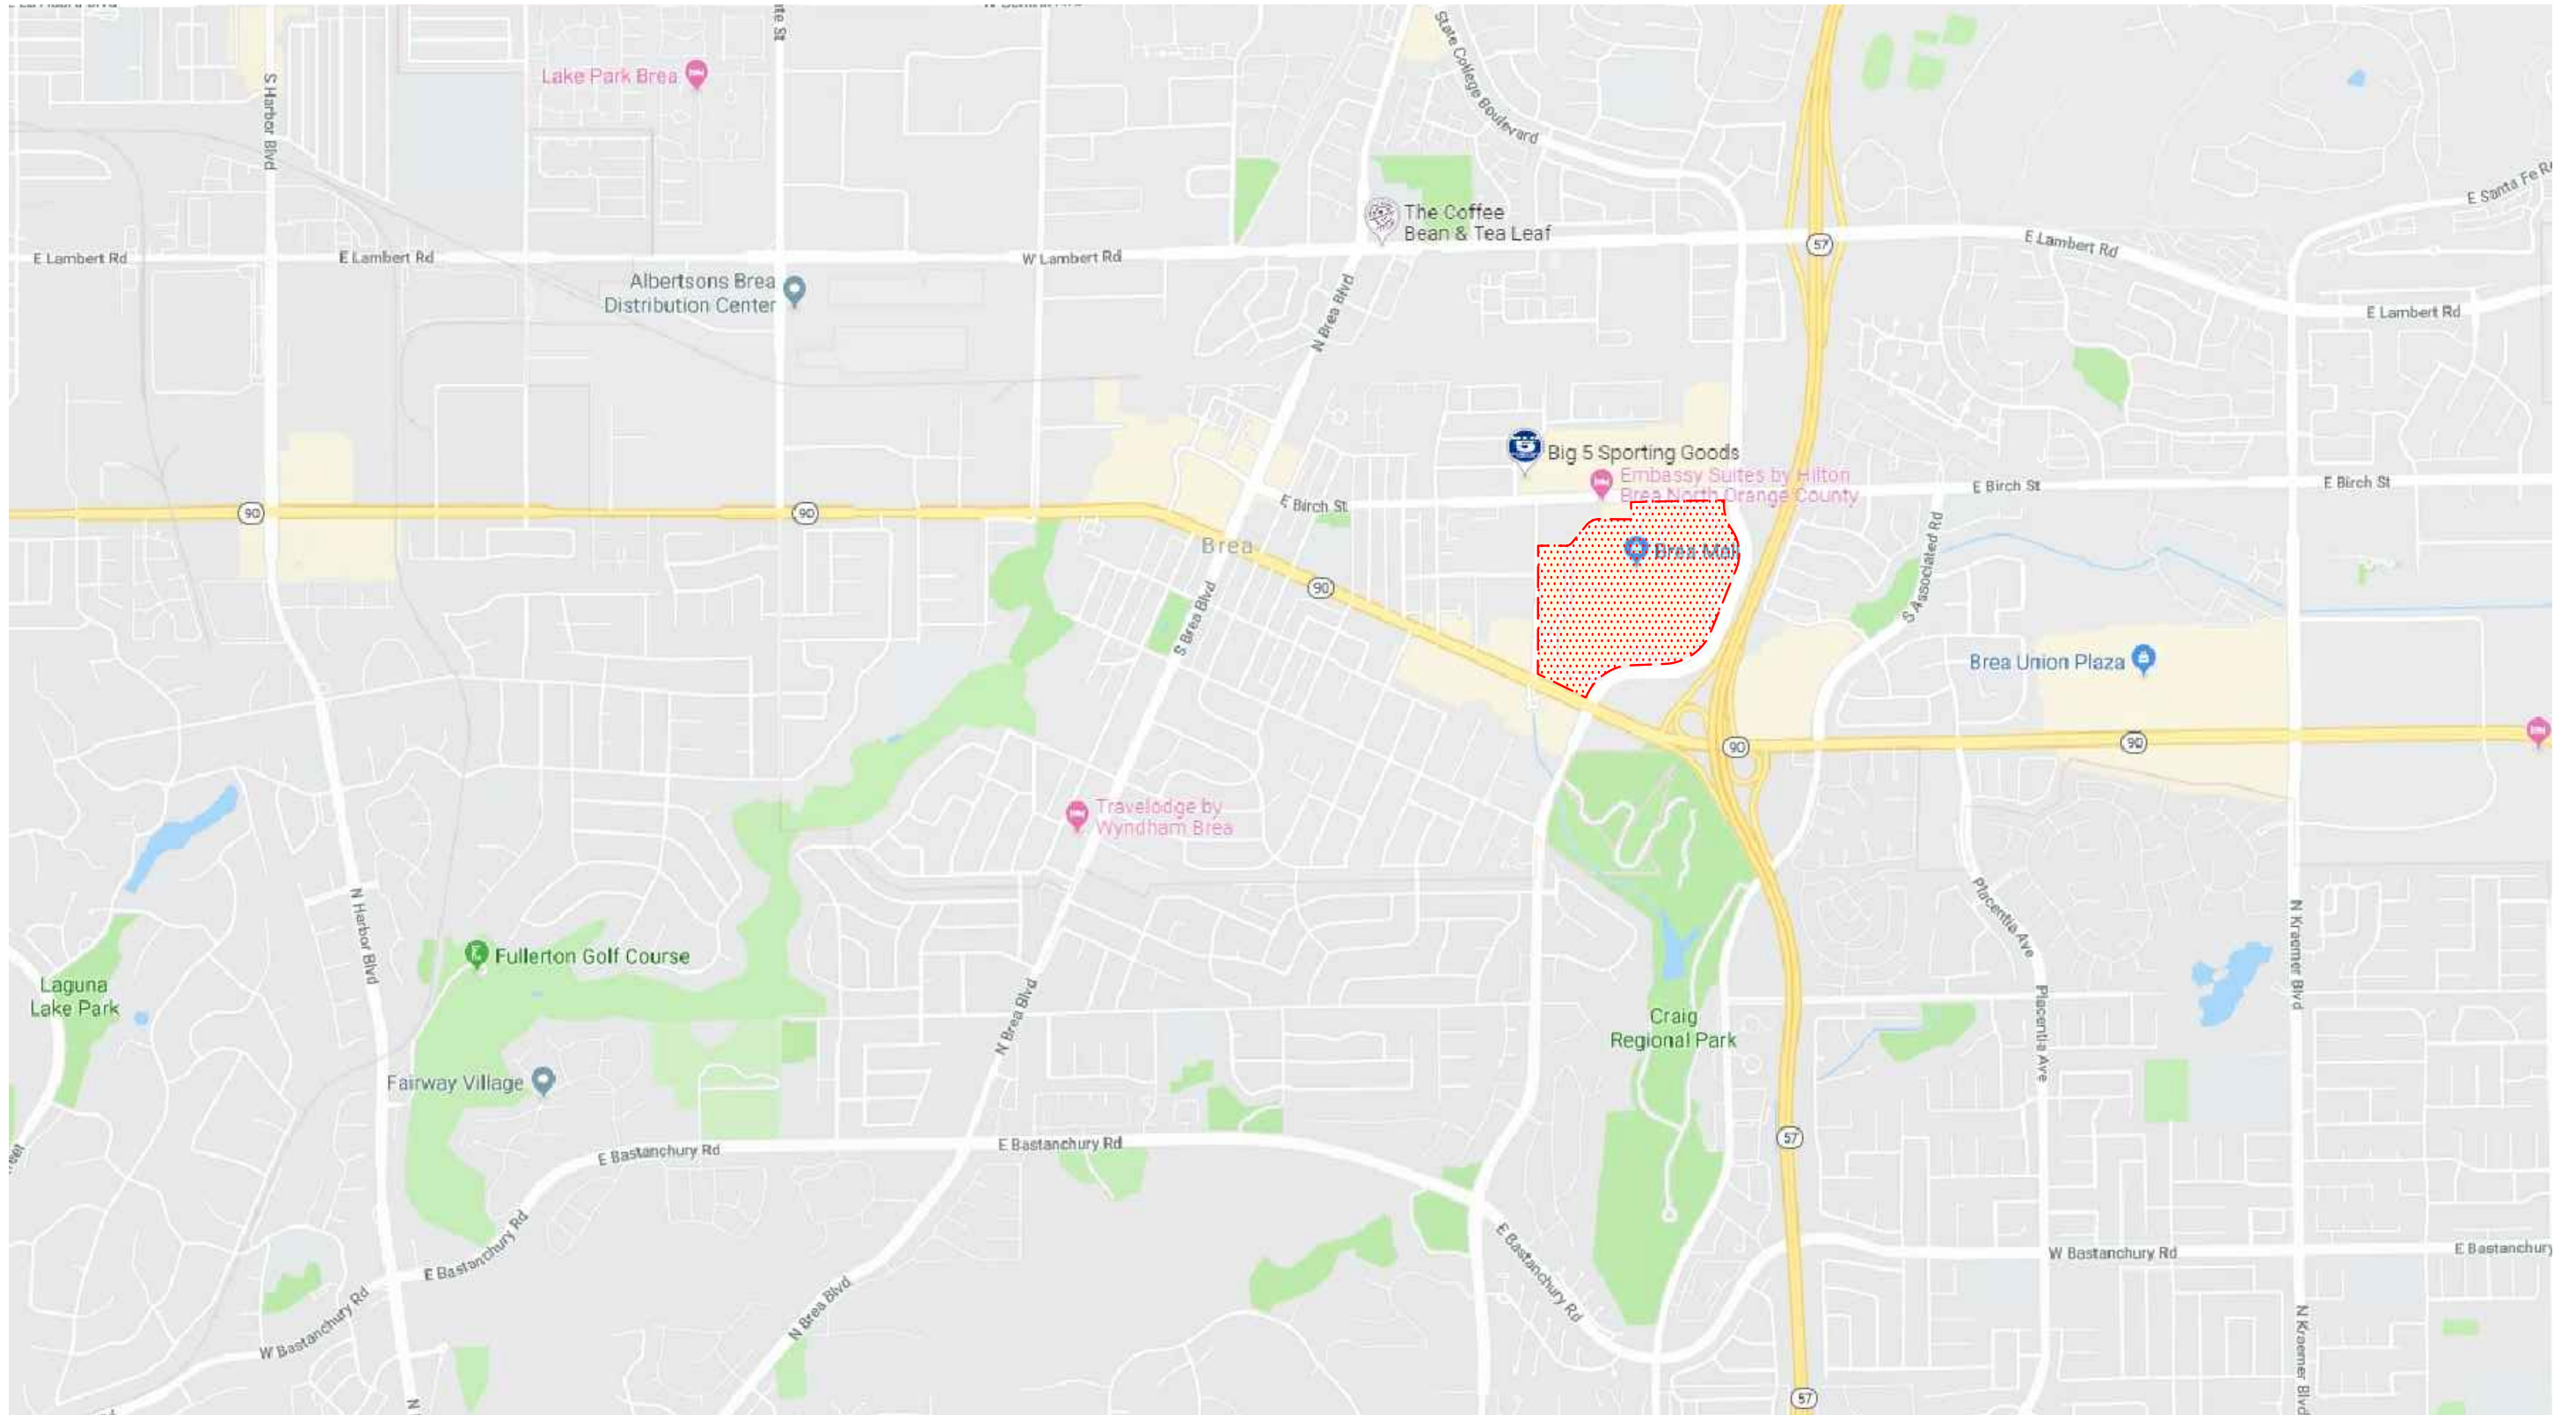 Lake Park Brea
S Harbor Blvd
State College Boulevard
The Coffee
Bean & Tea Leaf
E Lambert Rd
E Lambert Rd
W Lambert Rd
57
E Lambert Rd
E Lambert Rd
Albertsons Brea
Distribution Center
N Brea Blvd
Big 5 Sporting Goods
Embassy Suites by Hilton
Brea North Orange County
E Birch St
E Birch St
E Birch St
90
90
Brea
90
S Brea Blvd
S Associated Rd
Brea Union Plaza
90
90
Travelodge by
Wyndham Brea
N Harbor Blvd
Placentia Ave
N Kraemer Blvd
Fullerton Golf Course
Laguna
Lake Park
N Brea Blvd
Craig
Regional Park
Placentia Ave
Fairway Village
E Bastanchury Rd
E Bastanchury Rd
57
E Bastanchury Rd
E Bastanchury Rd
W Bastanchury Rd
E Bastanchury
W Bastanchury Rd
N Brea Blvd
N Kraemer Blvd
57